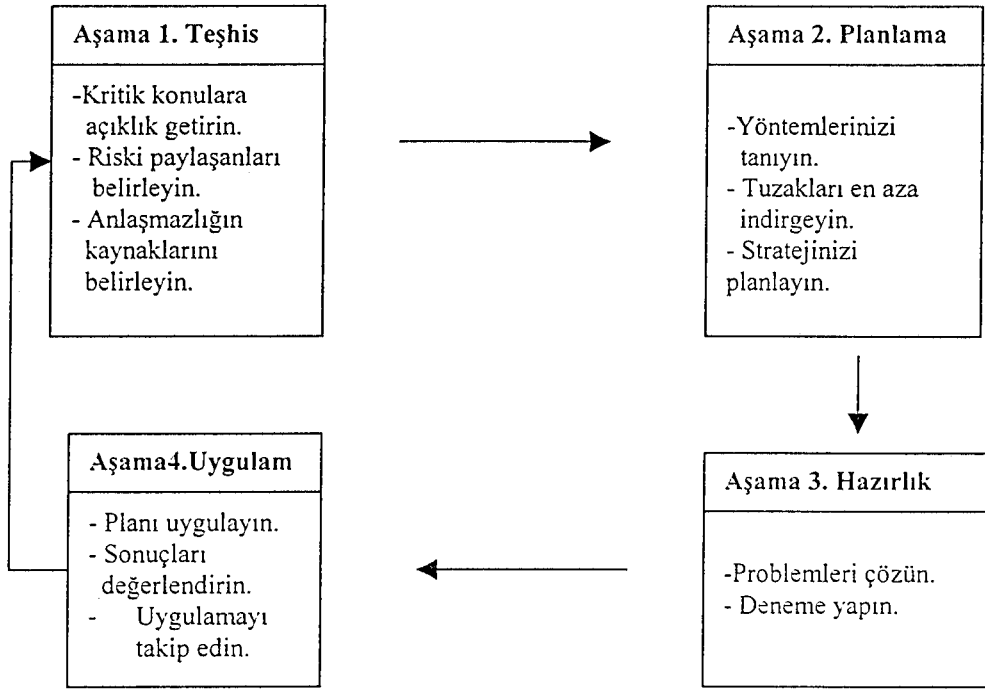 Aşama 1. Teşhis
-Kritik konulara
açıklık getirin.
- Riski paylaşanları
belirleyin.
- Anlaşmazlığın
kaynaklarını
belirleyin.
Aşama 2. Planlama
-Yöntemlerinizi
tanıyın.
- Tuzakları en aza
indirgeyin.
- Stratejinizi
planlayın.
Aşama 3. Hazırlık
-Problemleri çözün.
- Deneme yapın.
Aşama4.Uygulam
- Planı uygulayın.
- Sonuçları
değerlendirin.
- Uygulamayı
takip edin.